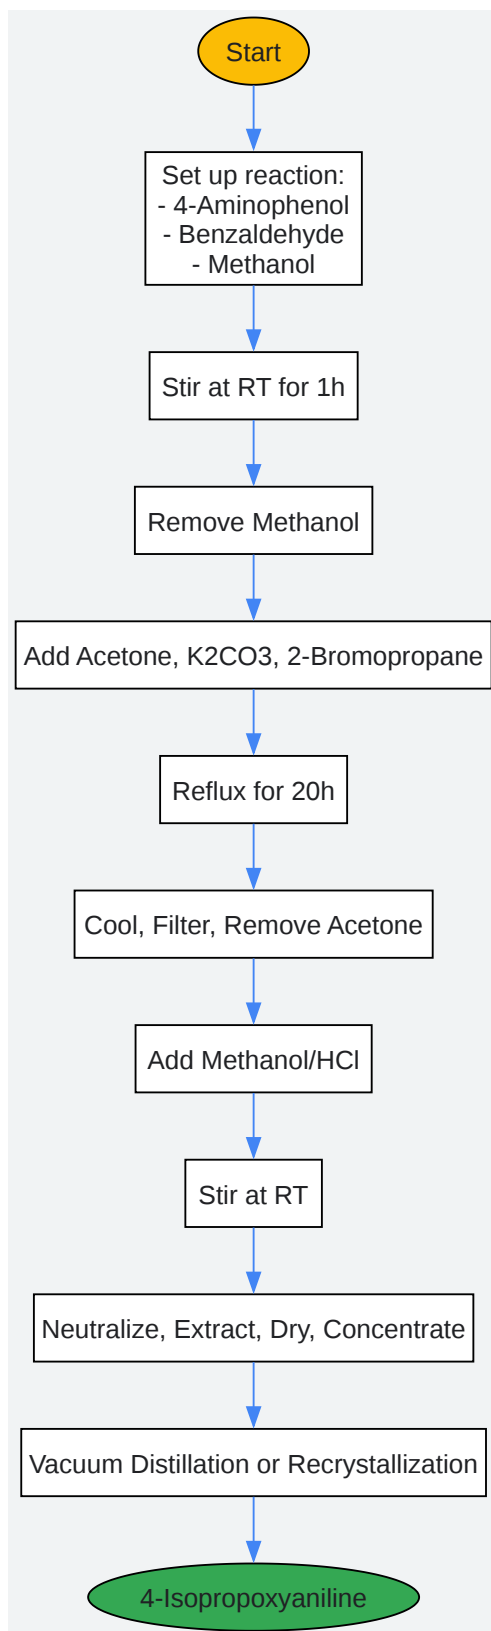 Start
Set up reaction:
- 4-Aminophenol
- Benzaldehyde
- Methanol
Stir at RT for 1h
Remove Methanol
Add Acetone, K2CO3, 2-Bromopropane
Reflux for 20h
Cool, Filter, Remove Acetone
Add Methanol/HCl
Stir at RT
Neutralize, Extract, Dry, Concentrate
Vacuum Distillation or Recrystallization
4-Isopropoxyaniline